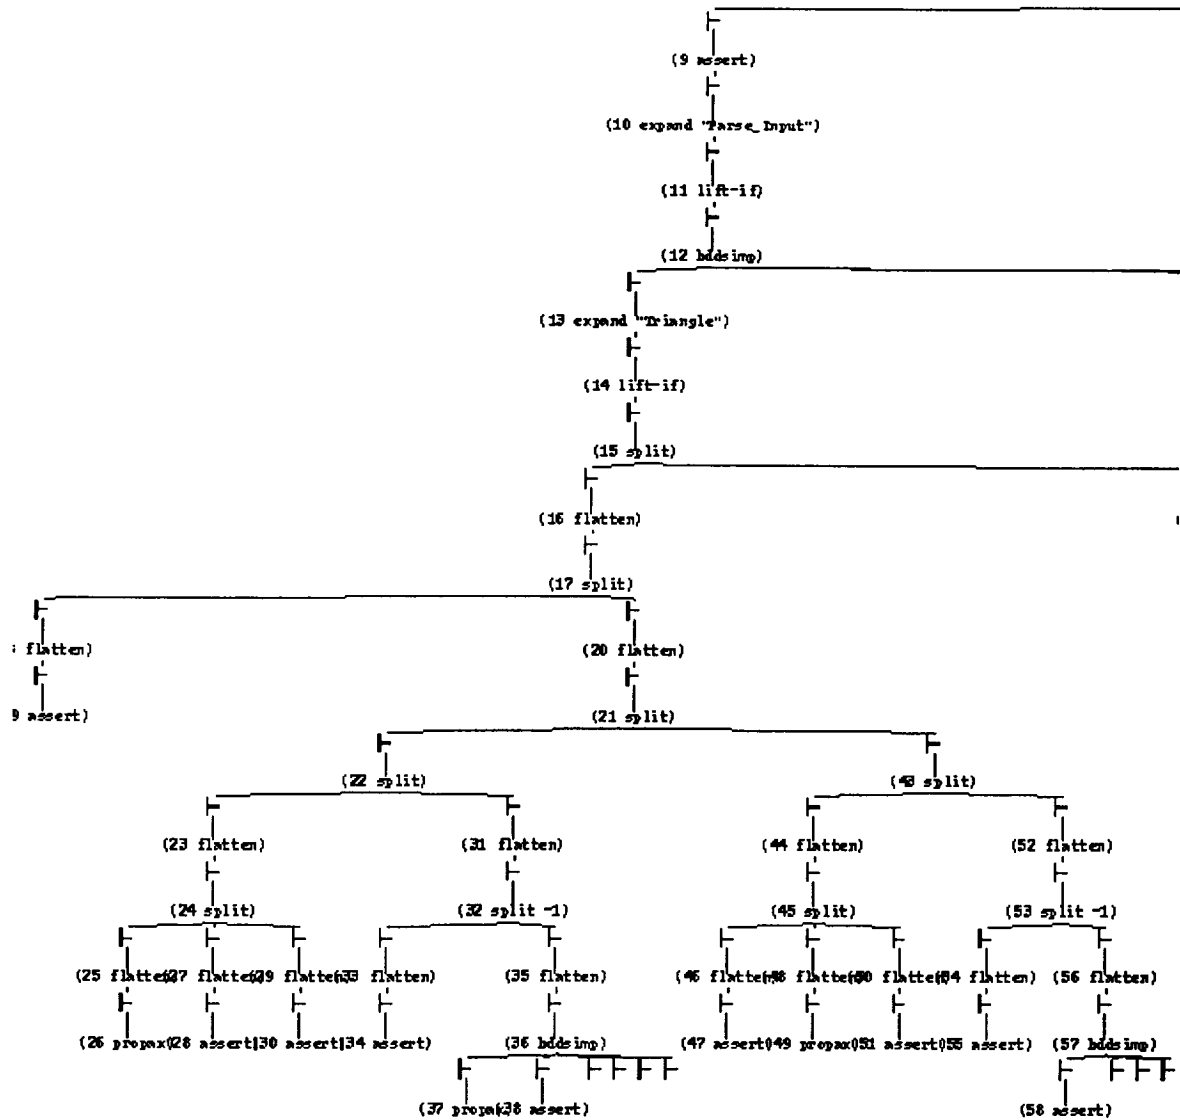 (9 assert)
(10 expand "Parse_Input")
(11 lift-if)
(12 bddsimp)
(13 expand "Triangle")
(14 lift-if)
(15 split)
(16 flatten)
(17 split)
flatten) (20 flatten)
9 assert) (21 split)
(22 split) (43 split)
(23 flatten) (31 flatten) (44 flatten) (52 flatten)
(24 split) (32 split -1) (45 split) (53 split -1)
(25 flatten (27 flatten (29 flatten (33 flatten) (35 flatten) (46 flatten (48 flatten (50 flatten (54 flatten) (56 flatten)
(26 propax (28 assert) (30 assert) (34 assert) (36 bddsimp) (47 assert) (49 propax (51 assert) (55 assert) (57 bddsimp)
(37 propax (38 assert) (58 assert)